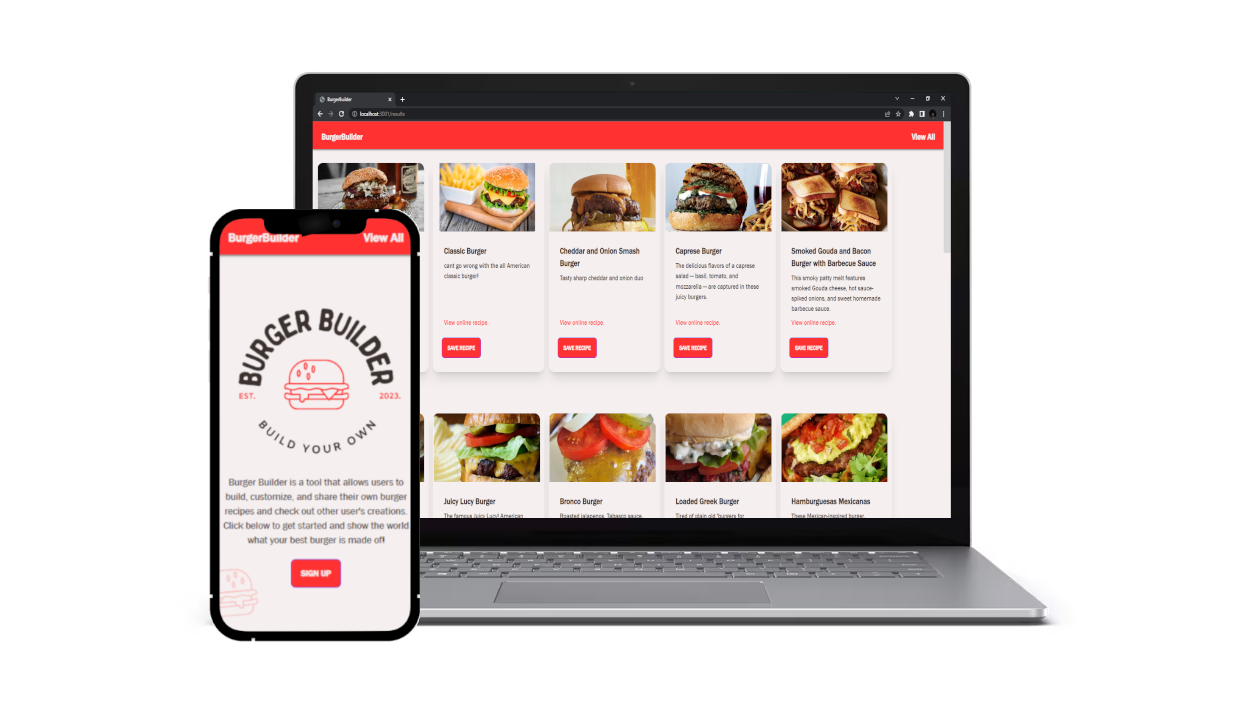 BurgerBuilder
localhost:3001/results
BurgerBuilder
View All
Classic Burger
cant go wrong with the all American
classic burger!
View online recipe.
SAVE RECIPE
Cheddar and Onion Smash
Burger
Tasty sharp cheddar and onion duo
View online recipe.
SAVE RECIPE
Caprese Burger
The delicious flavors of a caprese
salad — basil, tomato, and
mozzarella — are captured in these
juicy burgers.
View online recipe.
SAVE RECIPE
Smoked Gouda and Bacon
Burger with Barbecue Sauce
This smoky patty melt features
smoked Gouda cheese, hot sauce-
spiked onions, and sweet homemade
barbecue sauce.
View online recipe.
SAVE RECIPE
Juicy Lucy Burger
The famous Juicy Lucy! American
Bronco Burger
Roasted jalapenos, Tabasco sauce,
Loaded Greek Burger
Tired of plain old 'burgers for
Hamburguesas Mexicanas
These Mexican-inspired burger
BurgerBuilder
View All
BURGER BUILDER
EST.
2023.
BUILD YOUR OWN
Burger Builder is a tool that allows users to
build, customize, and share their own burger
recipes and check out other user's creations.
Click below to get started and show the world
what your best burger is made of!
SIGN UP